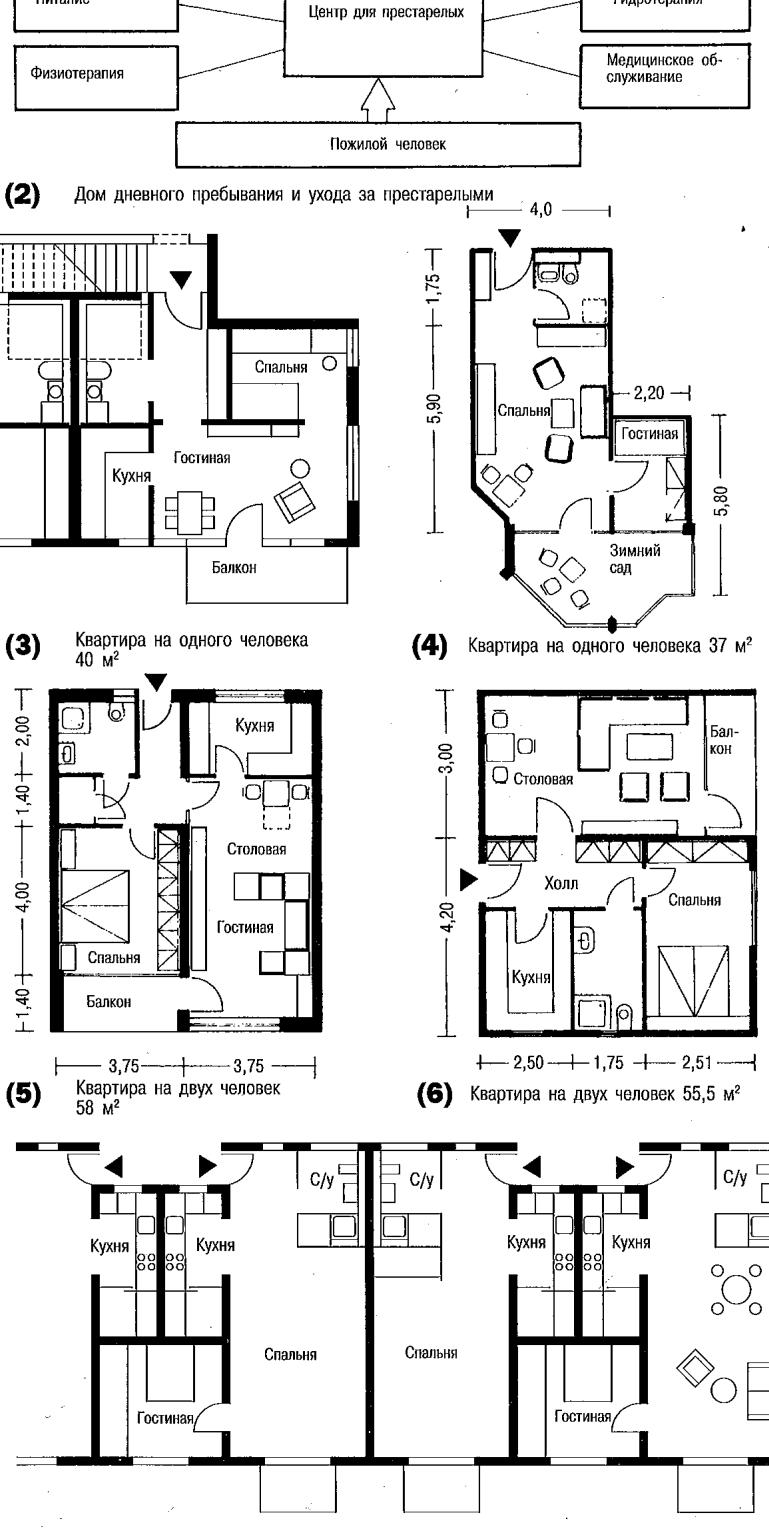 Питание
Центр для престарелых
Гидротерапия
Физиотерапия
Медицинское об-
служивание
Пожилой человек
(2) Дом дневного пребывания и ухода за престарелыми
Спальня
Кухня
Гостиная
Балкон
4,0
1,75
5,90
2,20
5,80
Спальня
Гостиная
Зимний
сад
(3) Квартира на одного человека
40 м²
(4) Квартира на одного человека 37 м²
2,00
1,40
4,00
1,40
Кухня
Столовая
Гостиная
Спальня
Балкон
3,75
3,75
3,00
4,20
Столовая
Бал-
кон
Холл
Спальня
Кухня
2,50
1,75
2,51
(5) Квартира на двух человек
58 м²
(6) Квартира на двух человек 55,5 м²
С/у
С/у
С/у
Кухня
Кухня
Кухня
Кухня
Спальня
Спальня
Гостиная
Гостиная